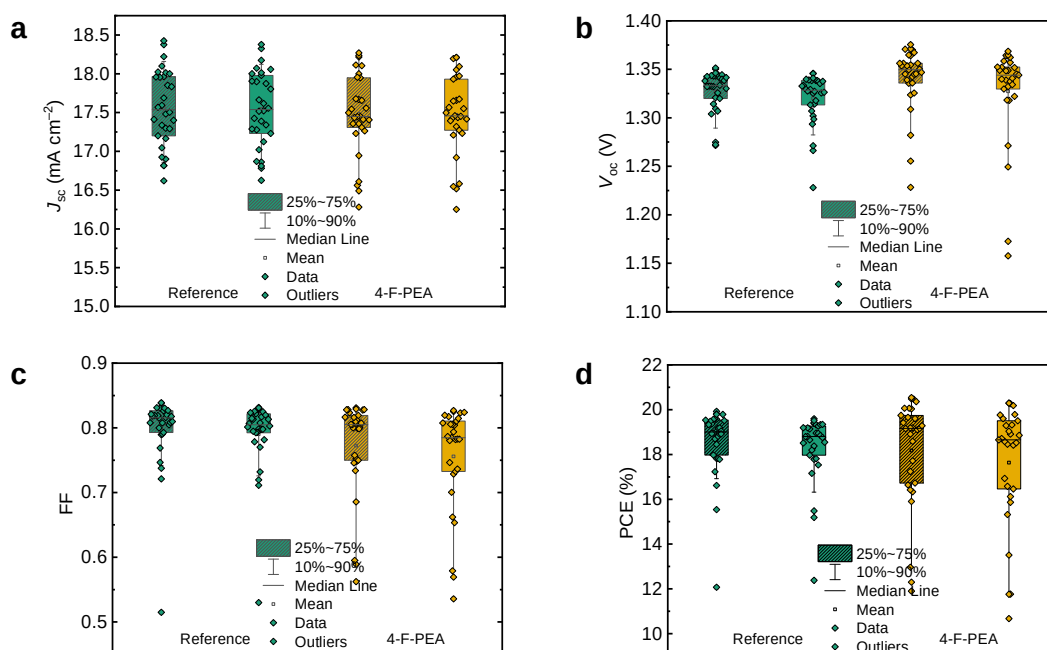 a
18.5
18.0
17.5
17.0
16.5
16.0
15.5
15.0
Jsc (mA cm−2)
25%~75%
10%~90%
Median Line
Mean
Data
Outliers
Reference
4-F-PEA
b
1.40
1.35
1.30
1.25
1.20
1.15
1.10
Voc (V)
25%~75%
10%~90%
Median Line
Mean
Data
Outliers
Reference
4-F-PEA
c
0.9
0.8
0.7
0.6
0.5
FF
25%~75%
10%~90%
Median Line
Mean
Data
Outliers
Reference
4-F-PEA
d
22
20
18
16
14
12
10
PCE (%)
25%~75%
10%~90%
Median Line
Mean
Data
Outliers
Reference
4-F-PEA